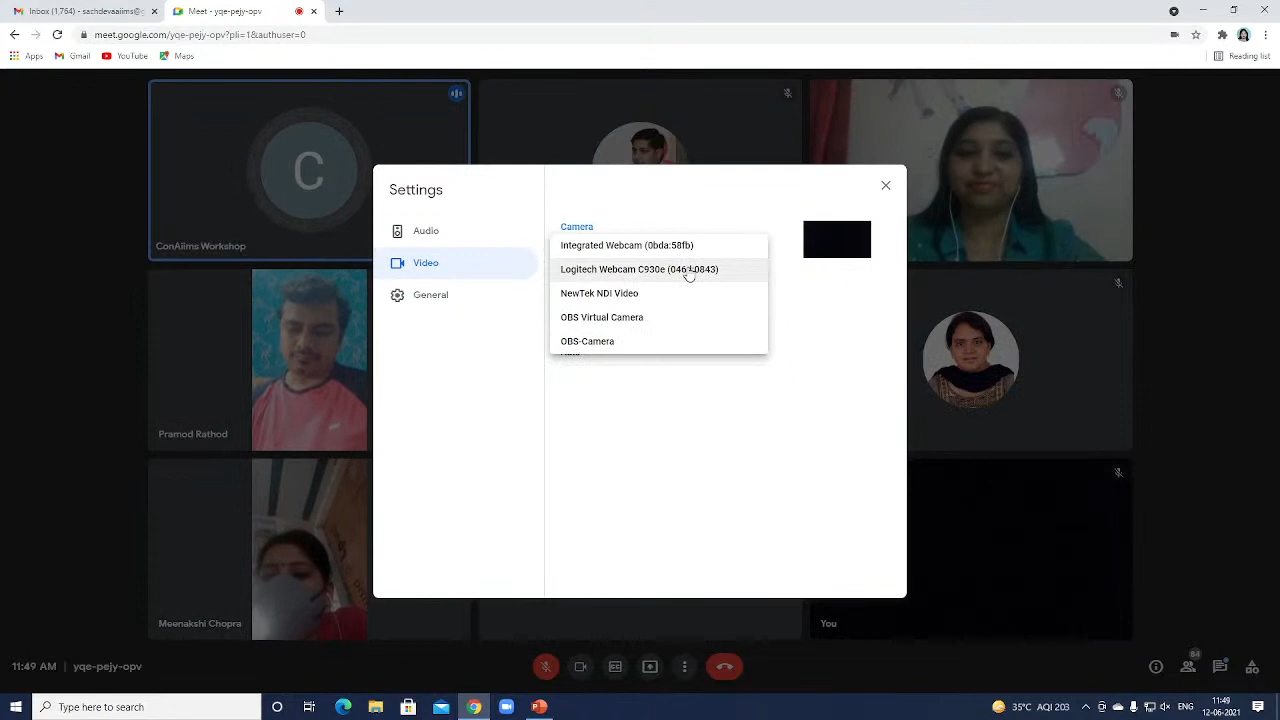 Inbox (1,764) - schdevaaiims@g
Meet - yqe-pejy-opv
meet.google.com/yqe-pejy-opv?pli=1&authuser=0
Apps
Gmail
YouTube
Maps
Reading list
C
ConAiims Workshop
Settings
Audio
Video
General
Camera
Integrated Webcam (0bda:58fb)
Logitech Webcam C930e (046d:0843)
NewTek NDI Video
OBS Virtual Camera
OBS-Camera
Auto
Pramod Rathod
Meenakshi Chopra
You
11:49 AM | yqe-pejy-opv
84
Type here to search
35°C AQI 203
ENG
11:49
12-06-2021